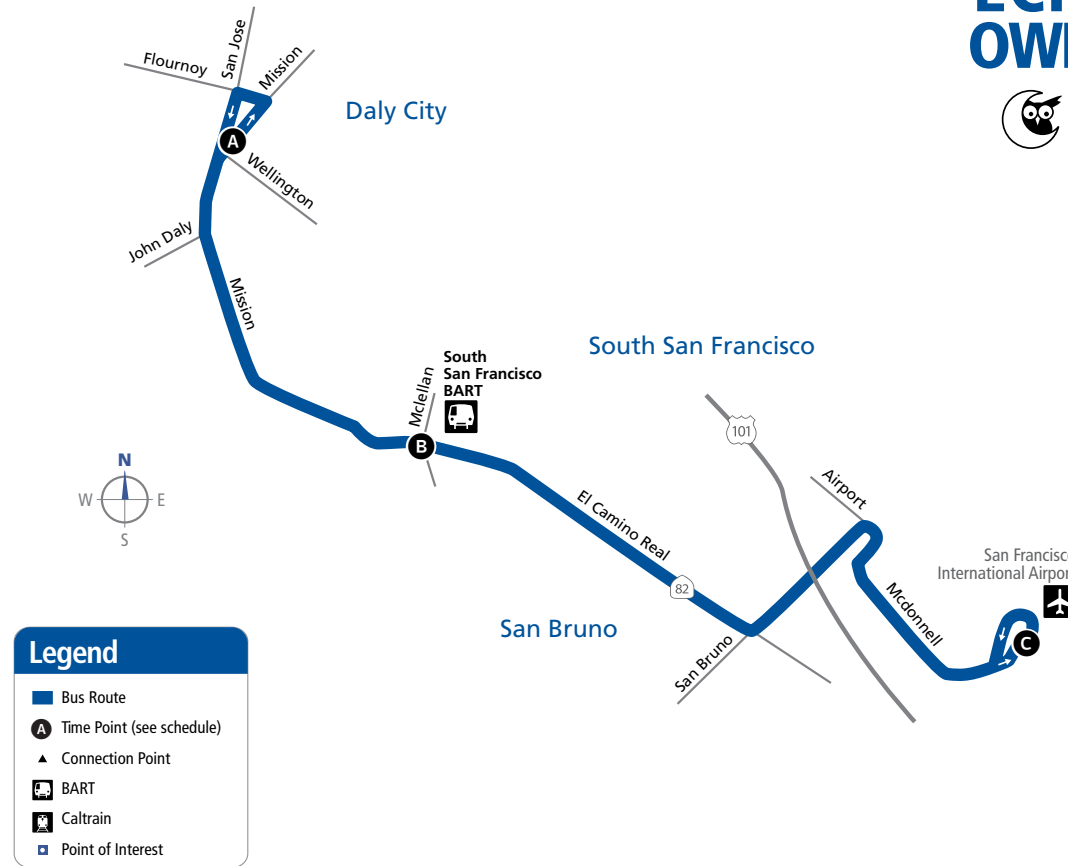 OWL
Flournoy
San Jose
Mission
Daly City
A
Wellington
John Daly
Mission
South San Francisco
South
San Francisco
BART
Mclellan
B
101
N
W
E
S
El Camino Real
Airport
San Francisco
International Airport
82
Mcdonnell
San Bruno
San Bruno
C
Legend
Bus Route
A
Time Point (see schedule)
Connection Point
BART
Caltrain
Point of Interest